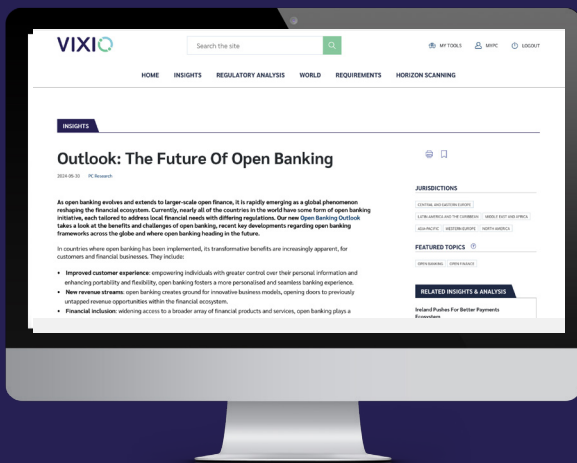 VIXIO
Search the site
MY TOOLS
MYPC
LOGOUT
HOME INSIGHTS REGULATORY ANALYSIS WORLD REQUIREMENTS HORIZON SCANNING
INSIGHTS
Outlook: The Future Of Open Banking
2024-05-31 PC Research
As open banking evolves and extends to larger-scale open finance, it is rapidly emerging as a global phenomenon
reshaping the financial ecosystem. Currently, nearly all of the countries in the world have some form of open banking
initiative, each tailored to address local financial needs with differing regulations. Our new Open Banking Outlook
takes a look at the benefits and challenges of open banking, recent key developments regarding open banking
frameworks across the globe and where open banking heading in the future.
In countries where open banking has been implemented, its transformative benefits are increasingly apparent, for
customers and financial businesses. They include:
• Improved customer experience: empowering individuals with greater control over their personal information and
enhancing portability and flexibility, open banking fosters a more personalised and seamless banking experience.
• New revenue streams: open banking creates ground for innovative business models, opening doors to previously
untapped revenue opportunities within the financial ecosystem.
• Financial inclusion: widening access to a broader array of financial products and services, open banking plays a
JURISDICTIONS
CENTRAL AND EASTERN EUROPE
LATIN AMERICA AND THE CARIBBEAN MIDDLE EAST AND AFRICA
ASIA-PACIFIC WESTERN EUROPE NORTH AMERICA
FEATURED TOPICS
OPEN BANKING OPEN FINANCE
RELATED INSIGHTS & ANALYSIS
Ireland Pushes For Better Payments
Ecosystem